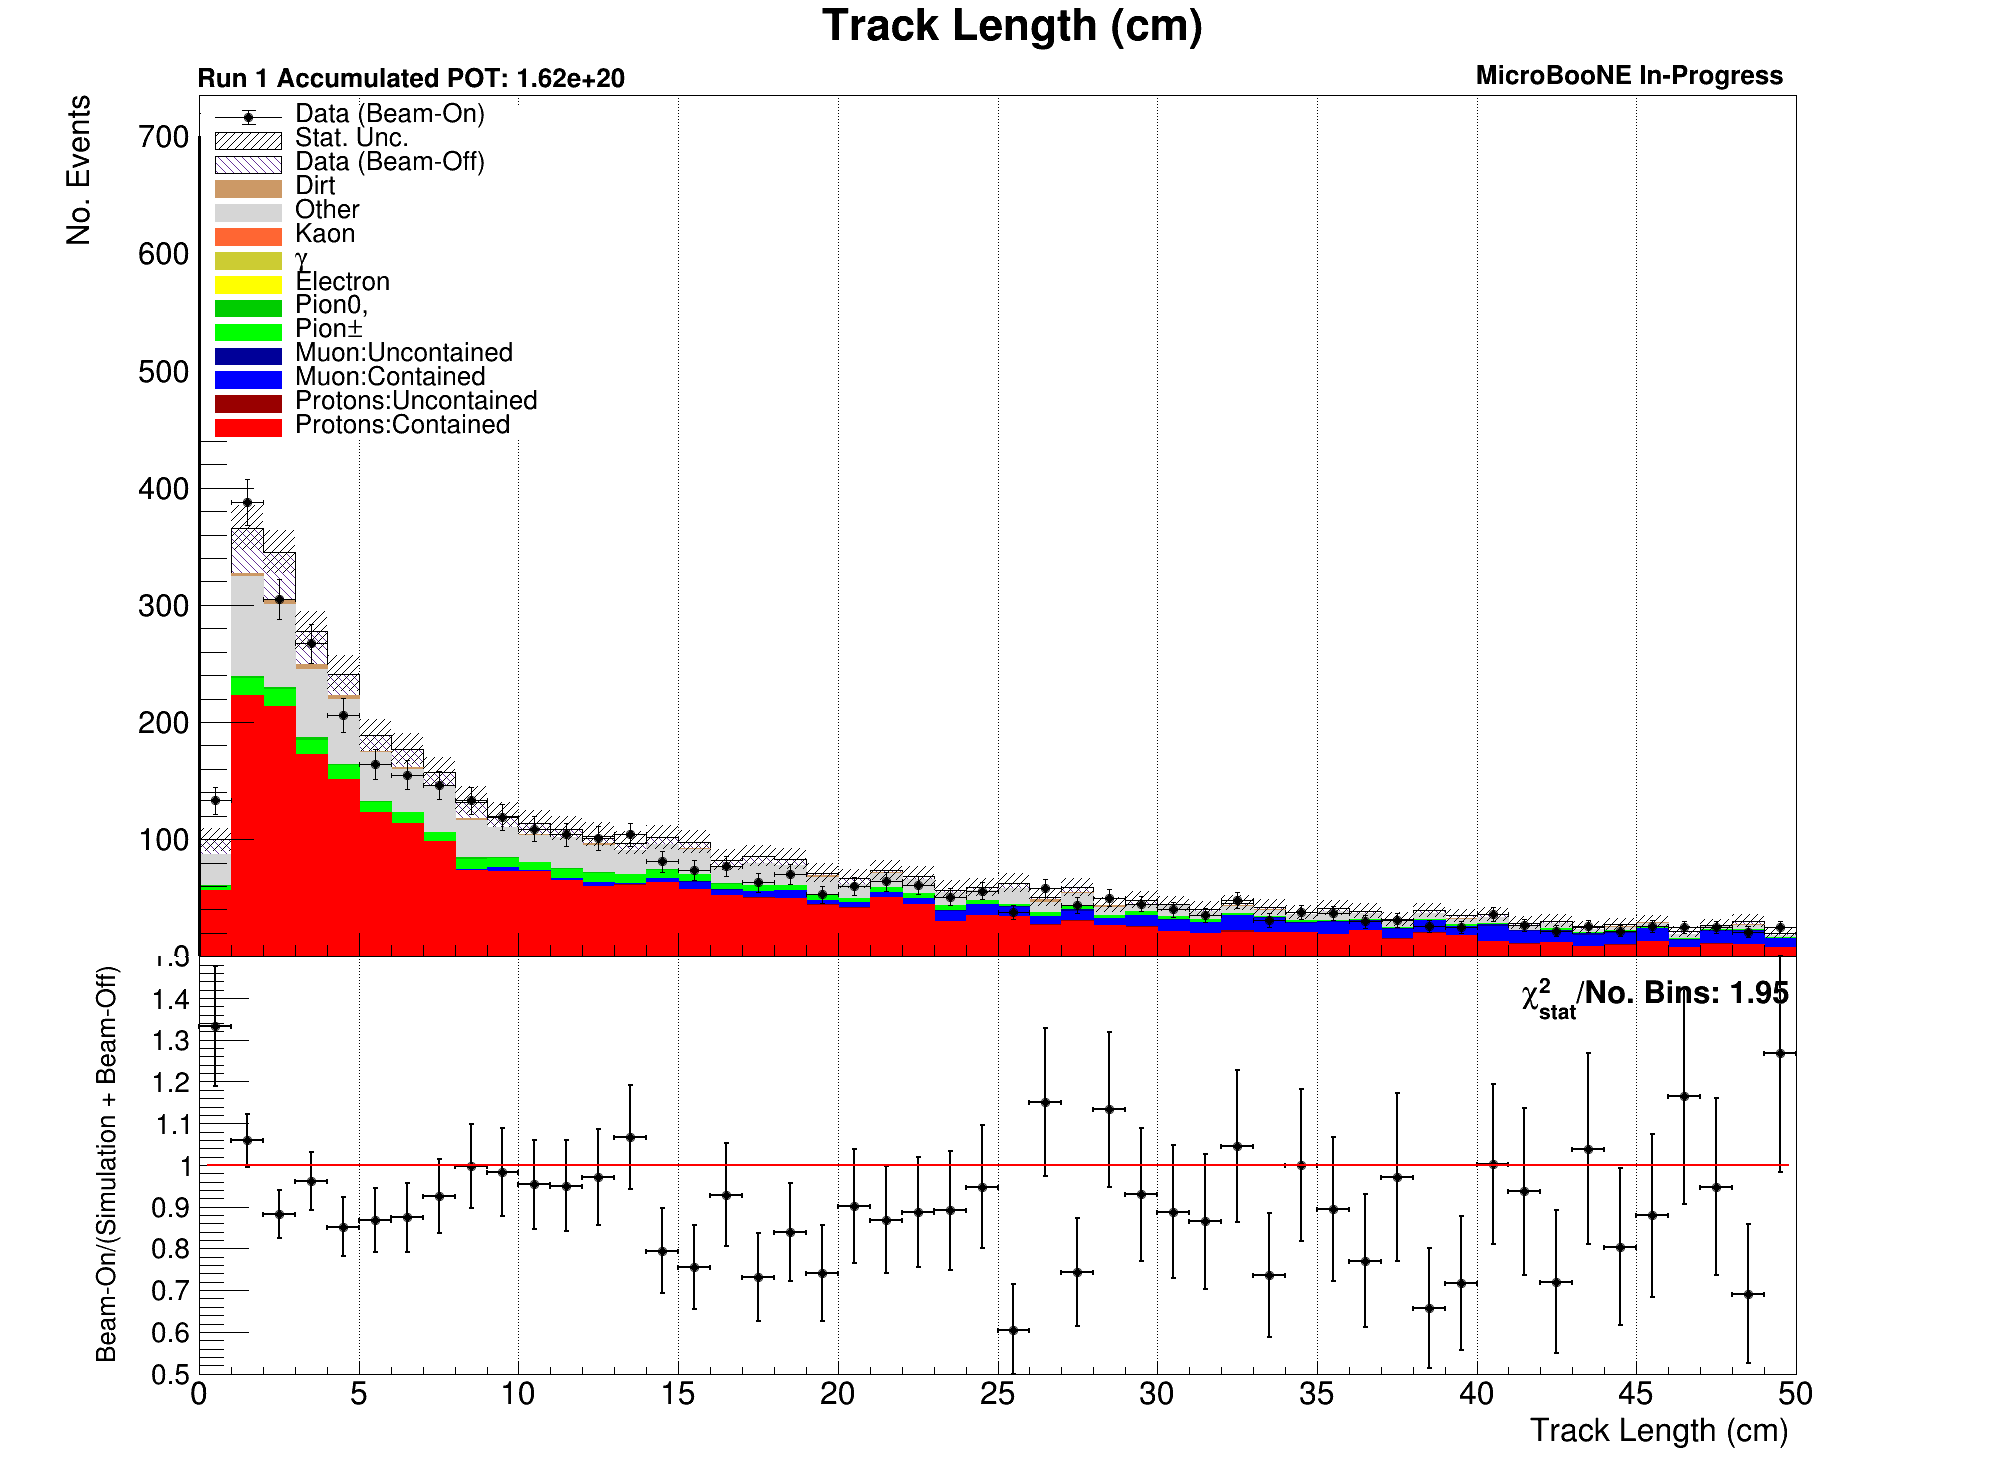 Track Length (cm)
Run 1 Accumulated POT: 1.62e+20
MicroBooNE In-Progress
No. Events
700
600
500
400
300
200
100
0
Data (Beam-On)
Stat. Unc.
Data (Beam-Off)
Dirt
Other
Kaon
γ
Electron
Pion0,
Pion±
Muon:Uncontained
Muon:Contained
Protons:Uncontained
Protons:Contained
Beam-On/(Simulation + Beam-Off)
χ²stat/No. Bins: 1.95
1.4
1.3
1.2
1.1
1
0.9
0.8
0.7
0.6
0.5
0 5 10 15 20 25 30 35 40 45 50
Track Length (cm)